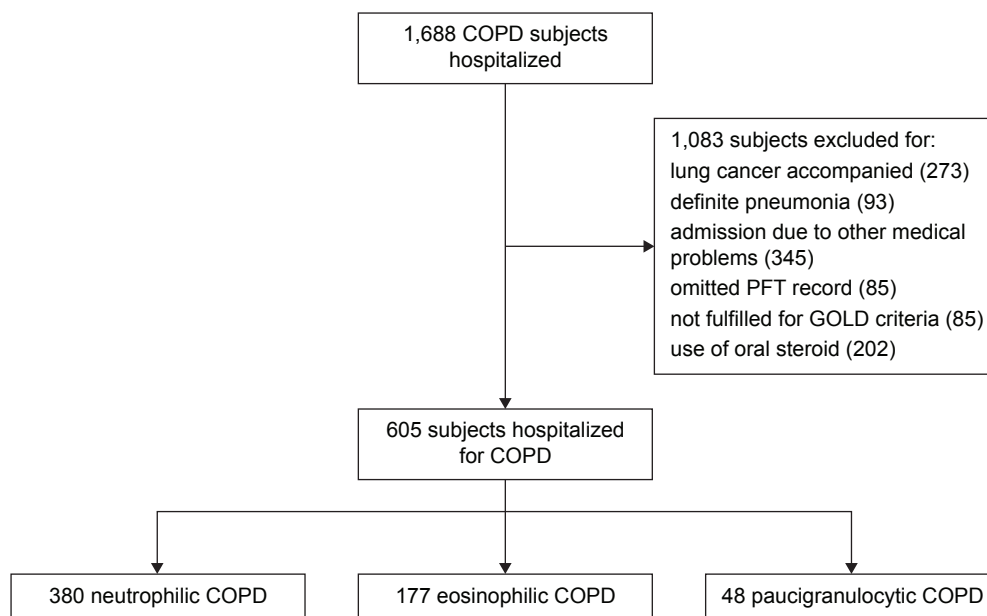 1,688 COPD subjects
hospitalized
1,083 subjects excluded for:
lung cancer accompanied (273)
definite pneumonia (93)
admission due to other medical
problems (345)
omitted PFT record (85)
not fulfilled for GOLD criteria (85)
use of oral steroid (202)
605 subjects hospitalized
for COPD
380 neutrophilic COPD
177 eosinophilic COPD
48 paucigranulocytic COPD